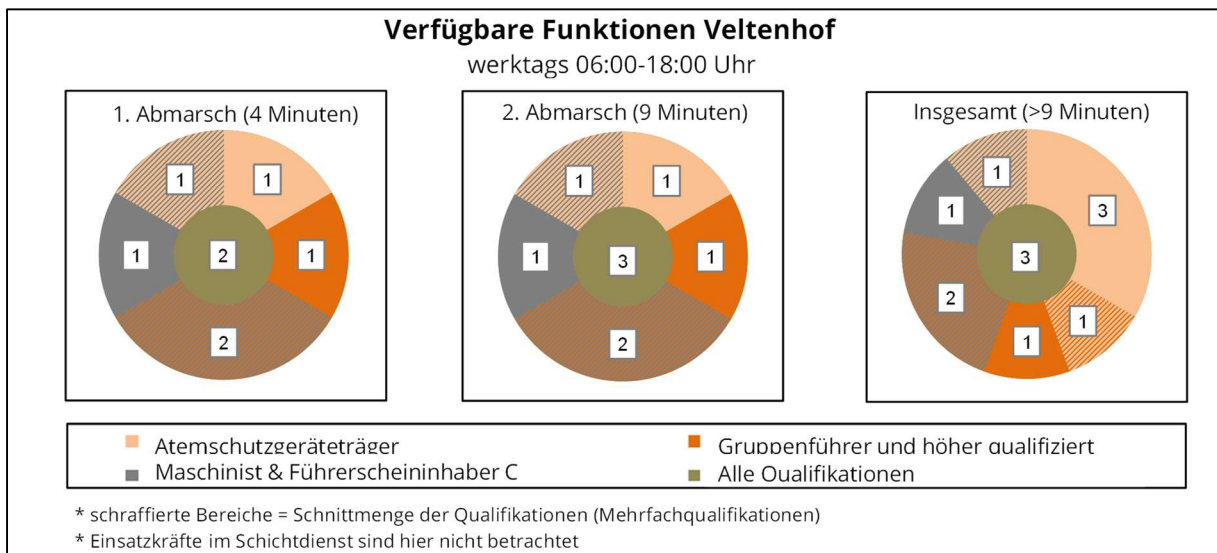 Verfügbare Funktionen Veltenhof
werktags 06:00-18:00 Uhr
1. Abmarsch (4 Minuten)
1
1
1
2
1
2
2. Abmarsch (9 Minuten)
1
1
1
3
1
2
Insgesamt (>9 Minuten)
1
3
1
3
2
1
1
Atemschutzgeräteträger
Gruppenführer und höher qualifiziert
Maschinist & Führerscheininhaber C
Alle Qualifikationen
* schraffierte Bereiche = Schnittmenge der Qualifikationen (Mehrfachqualifikationen)
* Einsatzkräfte im Schichtdienst sind hier nicht betrachtet